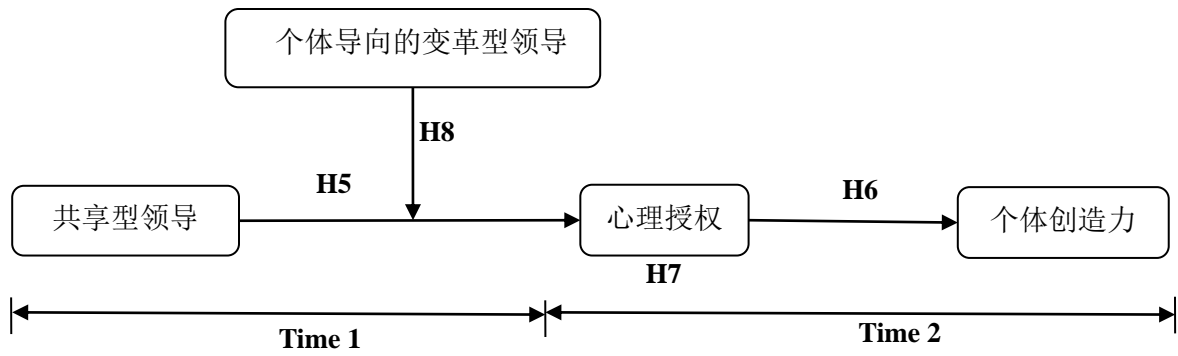 个体导向的变革型领导
H8
H5
H6
共享型领导
心理授权
个体创造力
H7
Time 1
Time 2